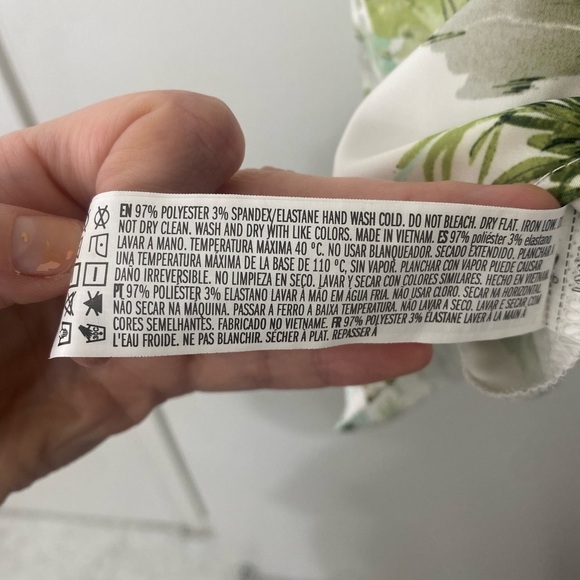 EN 97% POLYESTER 3% SPANDEX/ELASTANE HAND WASH COLD. DO NOT BLEACH. DRY FLAT. IRON LOW.
NOT DRY CLEAN. WASH AND DRY WITH LIKE COLORS. MADE IN VIETNAM. ES 97% poliéster 3% elastano
LAVAR A MANO. TEMPERATURA MÁXIMA 40 ºC. NO USAR BLANQUEADOR. SECADO EXTENDIDO. PLANCHAR
UNA TEMPERATURA MÁXIMA DE LA BASE DE 110 ºC, SIN VAPOR. PLANCHAR CON VAPOR PUEDE CAUSAR
DAÑO IRREVERSIBLE. NO LIMPIEZA EN SECO. LAVAR Y SECAR CON COLORES SIMILARES. HECHO EN VIETNAM.
PT 97% POLIÉSTER 3% ELASTANO LAVAR À MÃO EM ÁGUA FRIA. NÃO USAR CLORO. SECAR NA HORIZONTAL
NÃO SECAR NA MÁQUINA. PASSAR A FERRO A BAIXA TEMPERATURA. NÃO LAVAR A SECO. LAVAR E SECAR COM
CORES SEMELHANTES. FABRICADO NO VIETNAME. FR 97% POLYESTER 3% ÉLASTANE LAVER À LA MAIN À
L'EAU FROIDE. NE PAS BLANCHIR. SÉCHER À PLAT. REPASSER À